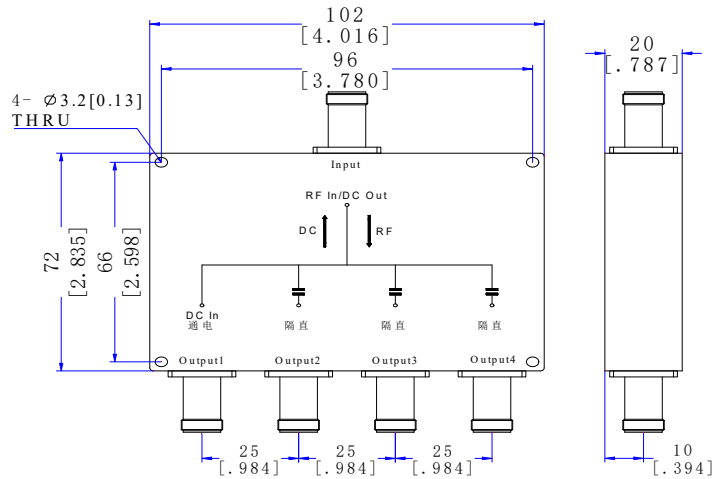 102
[4.016]
96
[3.780]
20
[.787]
4- Ø3.2[0.13]
THRU
Input
RF In/DC Out
DC
RF
72
[2.835]
66
[2.598]
DC In
通电
隔直
隔直
隔直
Output1
Output2
Output3
Output4
25
[.984]
25
[.984]
25
[.984]
10
[.394]